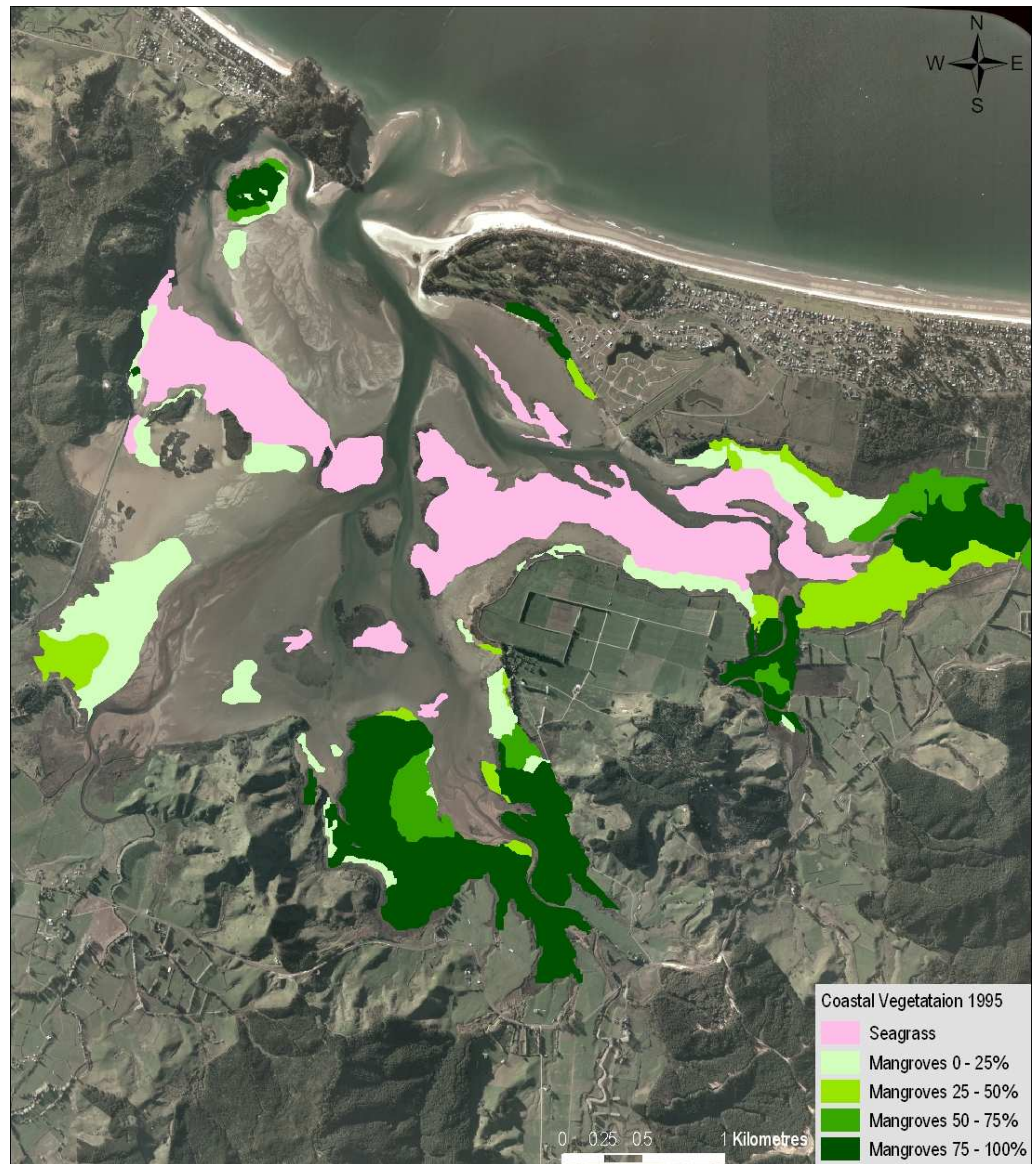 N
W E
S
Coastal Vegetataion 1995
Seagrass
Mangroves 0 - 25%
Mangroves 25 - 50%
Mangroves 50 - 75%
Mangroves 75 - 100%
0 0.25 0.5 1 Kilometres